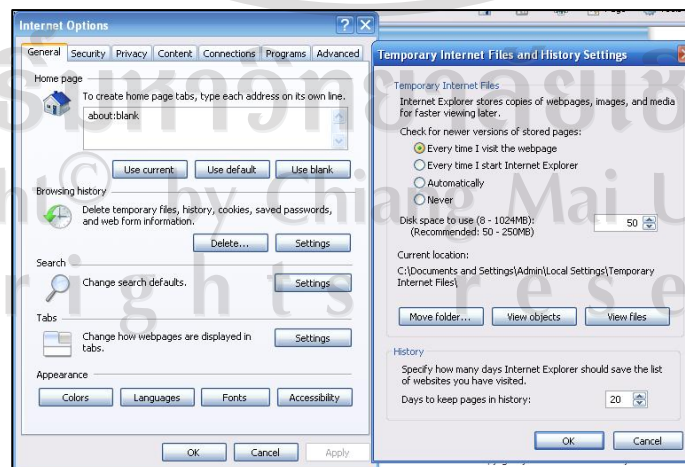 Internet Options
General Security Privacy Content Connections Programs Advanced
Home page
To create home page tabs, type each address on its own line.
about:blank
Use current Use default Use blank
Browsing history
Delete temporary files, history, cookies, saved passwords,
and web form information.
Delete... Settings
Search
Change search defaults.
Settings
Tabs
Change how webpages are displayed in
tabs.
Settings
Appearance
Colors Languages Fonts Accessibility
OK Cancel Apply
Temporary Internet Files and History Settings
Temporary Internet Files
Internet Explorer stores copies of webpages, images, and media
for faster viewing later.
Check for newer versions of stored pages:
Every time I visit the webpage
Every time I start Internet Explorer
Automatically
Never
Disk space to use (8 - 1024MB):
(Recommended: 50 - 250MB)
50
Current location:
C:\Documents and Settings\Admin\Local Settings\Temporary
Internet Files\
Move folder... View objects View files
History
Specify how many days Internet Explorer should save the list
of websites you have visited.
Days to keep pages in history:
20
OK Cancel
© by Chiang Mai U
rights rese